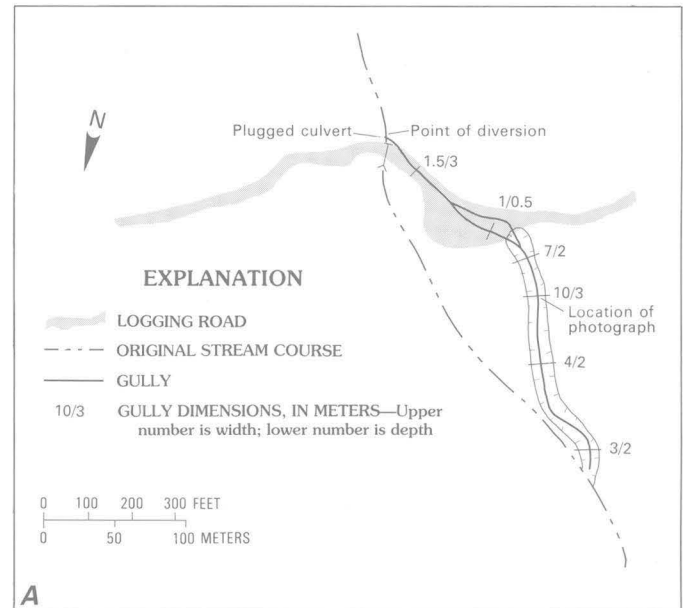 N
Plugged culvert
Point of diversion
1.5/3
1/0.5
7/2
10/3
Location of
photograph
4/2
3/2
EXPLANATION
LOGGING ROAD
ORIGINAL STREAM COURSE
GULLY
10/3 GULLY DIMENSIONS, IN METERS—Upper
number is width; lower number is depth
0 100 200 300 FEET
0 50 100 METERS
A